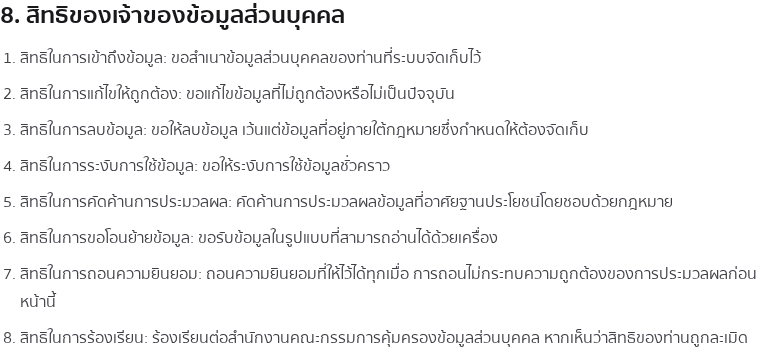 8. สิทธิของเจ้าของข้อมูลส่วนบุคคล
1. สิทธิในการเข้าถึงข้อมูล: ขอสำเนาข้อมูลส่วนบุคคลของท่านที่ระบบจัดเก็บไว้
2. สิทธิในการแก้ไขให้ถูกต้อง: ขอแก้ไขข้อมูลที่ไม่ถูกต้องหรือไม่เป็นปัจจุบัน
3. สิทธิในการลบข้อมูล: ขอให้ลบข้อมูล เว้นแต่ข้อมูลที่อยู่ภายใต้กฎหมายซึ่งกำหนดให้ต้องจัดเก็บ
4. สิทธิในการระงับการใช้ข้อมูล: ขอให้ระงับการใช้ข้อมูลชั่วคราว
5. สิทธิในการคัดค้านการประมวลผล: คัดค้านการประมวลผลข้อมูลที่อาศัยฐานประโยชน์โดยชอบด้วยกฎหมาย
6. สิทธิในการขอโอนย้ายข้อมูล: ขอรับข้อมูลในรูปแบบที่สามารถอ่านได้ด้วยเครื่อง
7. สิทธิในการถอนความยินยอม: ถอนความยินยอมที่ให้ไว้ได้ทุกเมื่อ การถอนไม่กระทบความถูกต้องของการประมวลผลก่อน
หน้านี้
8. สิทธิในการร้องเรียน: ร้องเรียนต่อสำนักงานคณะกรรมการคุ้มครองข้อมูลส่วนบุคคล หากเห็นว่าสิทธิของท่านถูกละเมิด